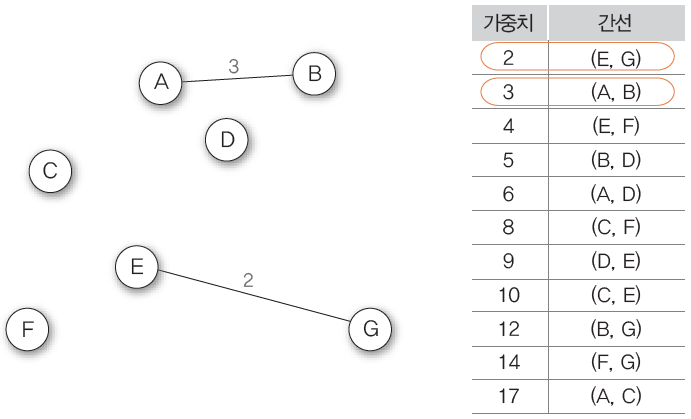 A
3
B
D
C
E
2
F
G
가중치 간선
2 (E, G)
3 (A, B)
4 (E, F)
5 (B, D)
6 (A, D)
8 (C, F)
9 (D, E)
10 (C, E)
12 (B, G)
14 (F, G)
17 (A, C)